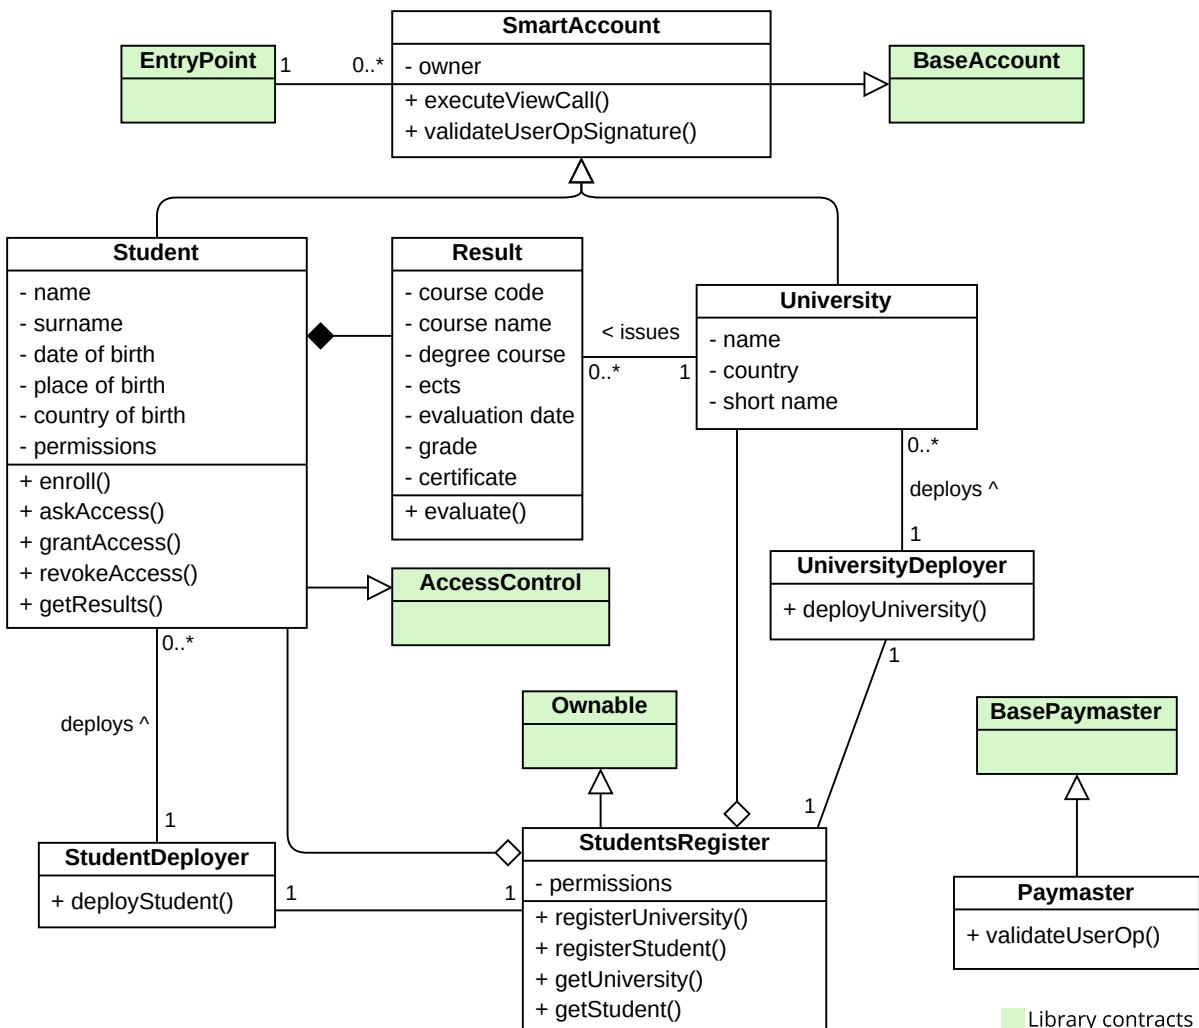 SmartAccount
- owner
+ executeViewCall()
+ validateUserOpSignature()
EntryPoint
1
0..*
BaseAccount
Student
- name
- surname
- date of birth
- place of birth
- country of birth
- permissions
+ enroll()
+ askAccess()
+ grantAccess()
+ revokeAccess()
+ getResults()
Result
- course code
- course name
- degree course
- ects
- evaluation date
- grade
- certificate
+ evaluate()
< issues
0..*
1
University
- name
- country
- short name
0..*
deploys ^
1
UniversityDeployer
+ deployUniversity()
1
AccessControl
0..*
deploys ^
1
Ownable
BasePaymaster
1
StudentDeployer
+ deployStudent()
1
1
StudentsRegister
- permissions
+ registerUniversity()
+ registerStudent()
+ getUniversity()
+ getStudent()
Paymaster
+ validateUserOp()
Library contracts